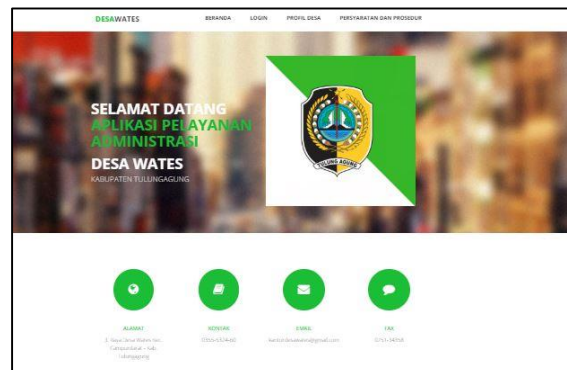 DESAWATES BERANDA LOGIN PROFIL DESA PERSYARATAN DAN PROSEDUR
SELAMAT DATANG
APLIKASI PELAYANAN
ADMINISTRASI
DESA WATES
KABUPATEN TULUNGAGUNG
TULUNG AGUNG
ALAMAT KONTAK EMAIL FAX